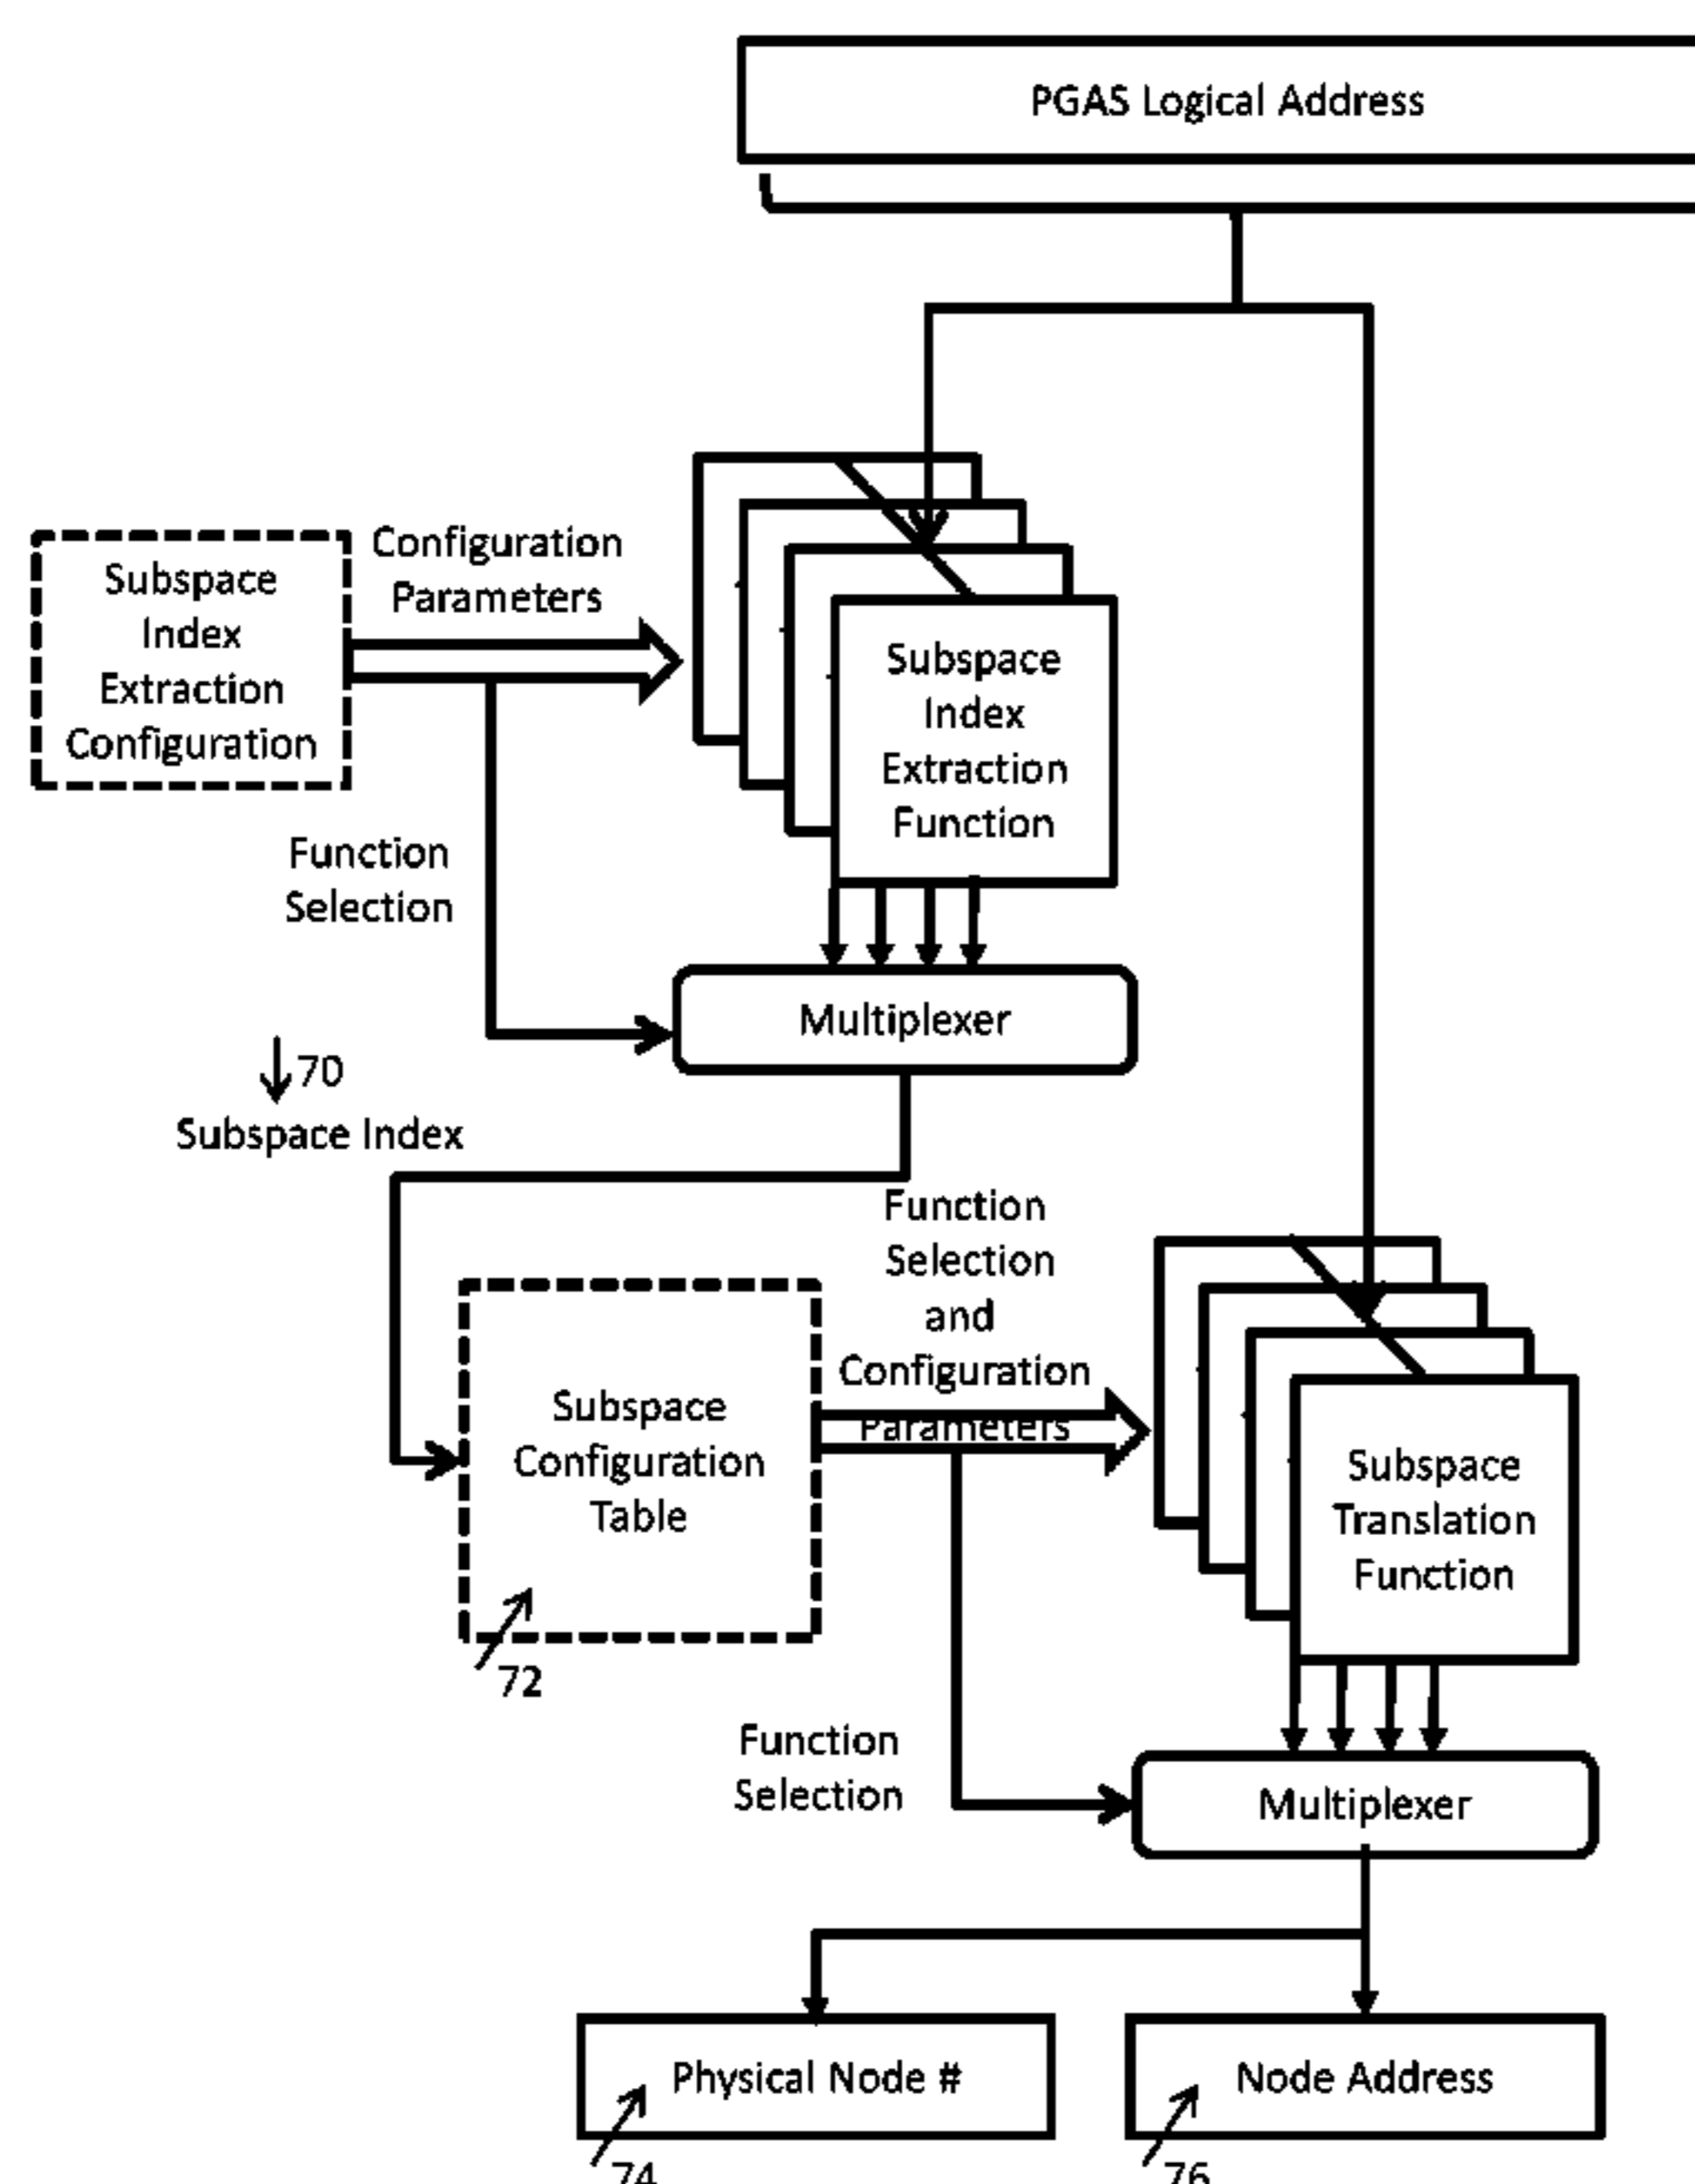 PGAS Logical Address
Configuration
Parameters
Subspace
Index
Extraction
Configuration
Subspace
Index
Extraction
Function
Function
Selection
Multiplexer
70
Subspace Index
Function
Selection
and
Configuration
Parameters
Subspace
Configuration
Table
72
Subspace
Translation
Function
Function
Selection
Multiplexer
Physical Node #
Node Address
74
76